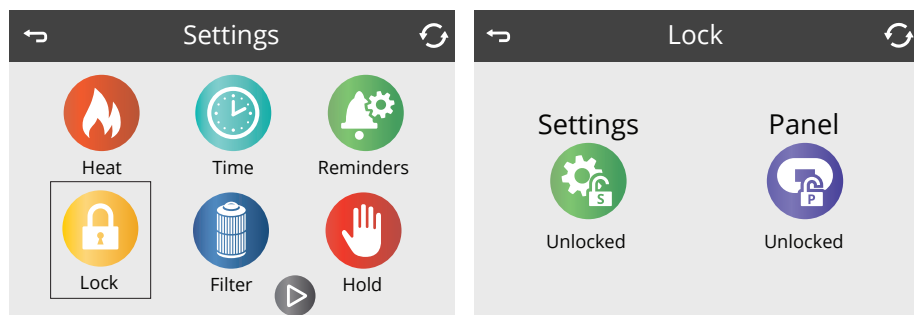 Settings
Heat
Time
Reminders
Lock
Filter
Hold
Lock
Settings
Panel
S
P
Unlocked
Unlocked